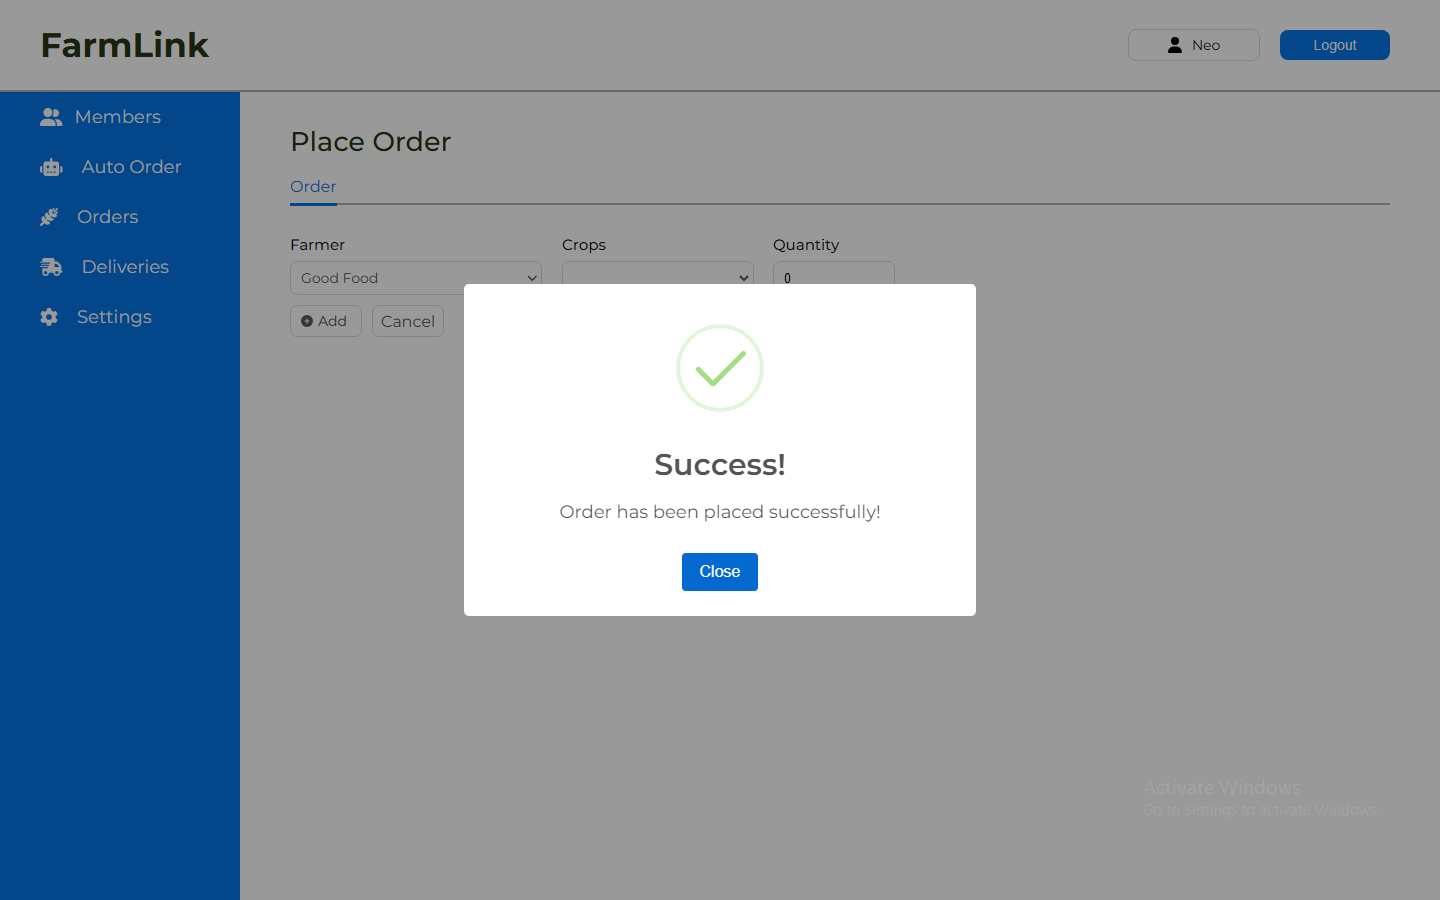 FarmLink
Neo
Logout
Members
Auto Order
Orders
Deliveries
Settings
Place Order
Order
Farmer
Crops
Quantity
Good Food
0
Add
Cancel
Success!
Order has been placed successfully!
Close
Activate Windows
Go to Settings to activate Windows.